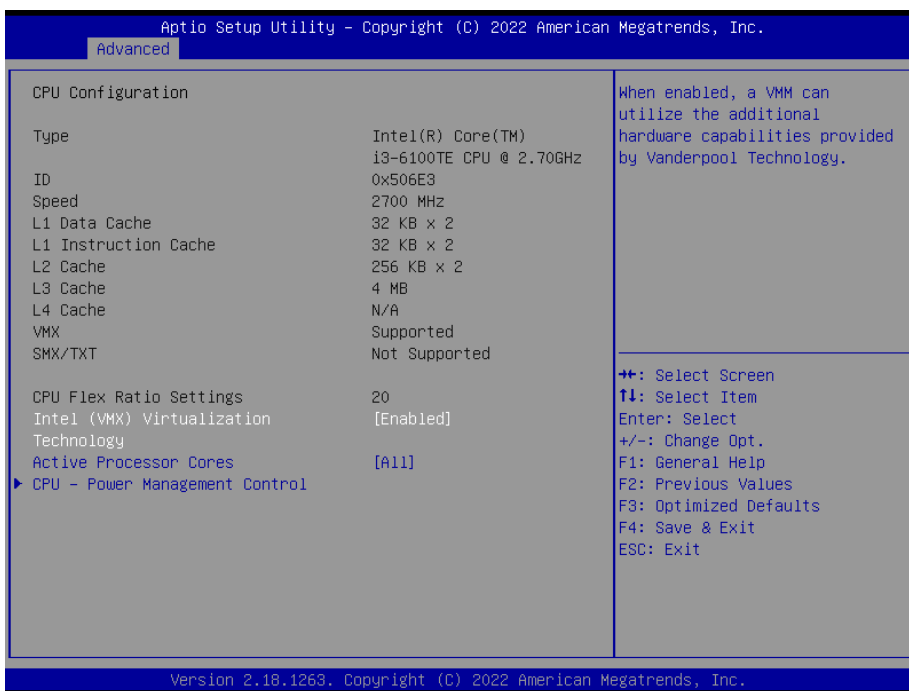 Aptio Setup Utility – Copyright (C) 2022 American Megatrends, Inc.
Advanced
CPU Configuration
Type Intel(R) Core(TM)
i3-6100TE CPU @ 2.70GHz
ID 0x506E3
Speed 2700 MHz
L1 Data Cache 32 KB x 2
L1 Instruction Cache 32 KB x 2
L2 Cache 256 KB x 2
L3 Cache 4 MB
L4 Cache N/A
VMX Supported
SMX/TXT Not Supported
CPU Flex Ratio Settings 20
Intel (VMX) Virtualization [Enabled]
Technology
Active Processor Cores [All]
CPU – Power Management Control
When enabled, a VMM can
utilize the additional
hardware capabilities provided
by Vanderpool Technology.
→←: Select Screen
↑↓: Select Item
Enter: Select
+/-: Change Opt.
F1: General Help
F2: Previous Values
F3: Optimized Defaults
F4: Save & Exit
ESC: Exit
Version 2.18.1263. Copyright (C) 2022 American Megatrends, Inc.